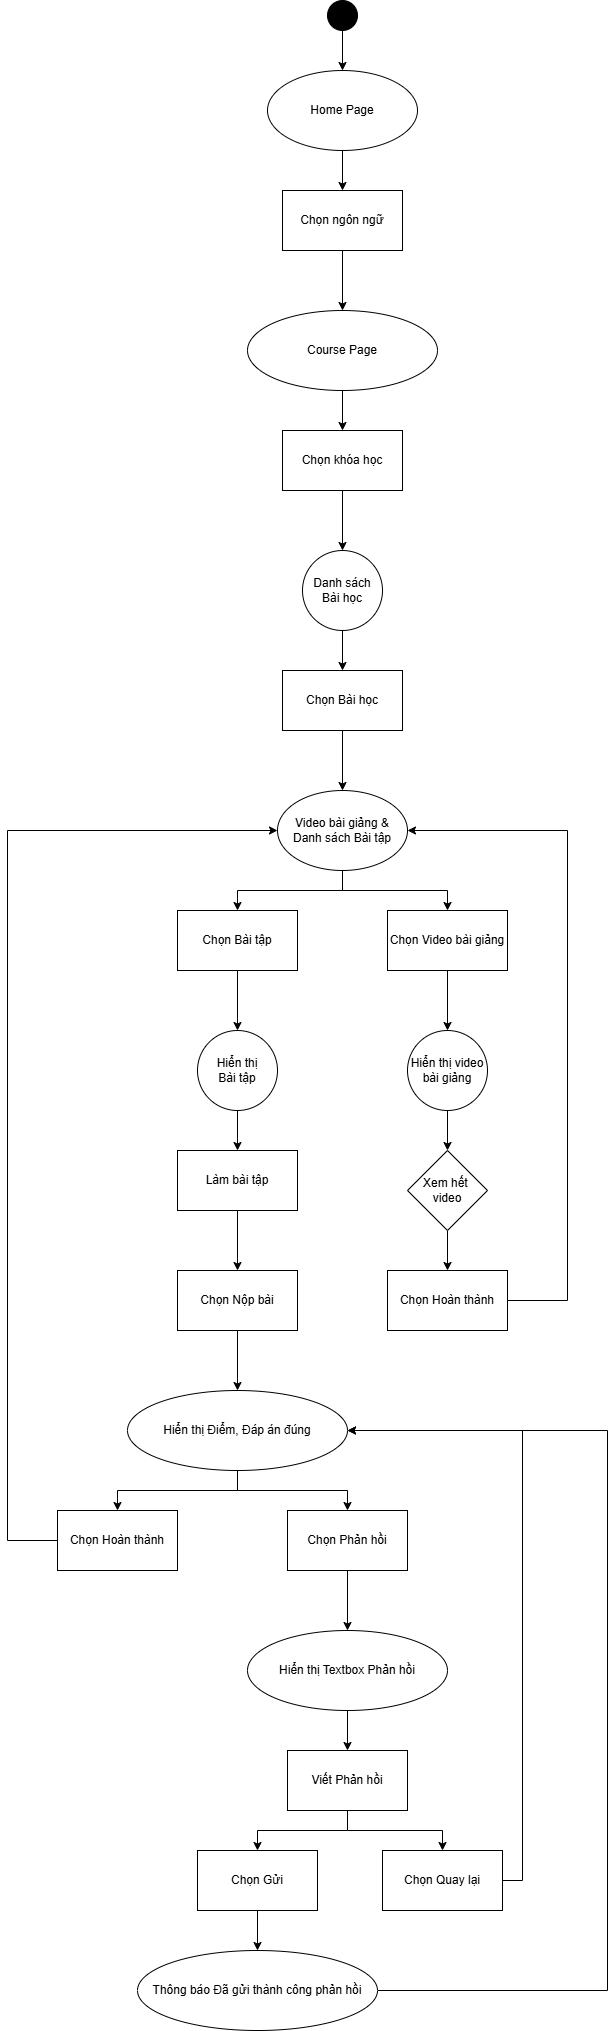 Home Page
Chọn ngôn ngữ
Course Page
Chọn khóa học
Danh sách
Bài học
Chọn Bài học
Video bài giảng &
Danh sách Bài tập
Chọn Bài tập
Chọn Video bài giảng
Hiển thị
Bài tập
Hiển thị video
bài giảng
Làm bài tập
Xem hết
video
Chọn Nộp bài
Chọn Hoàn thành
Hiển thị Điểm, Đáp án đúng
Chọn Hoàn thành
Chọn Phản hồi
Hiển thị Textbox Phản hồi
Viết Phản hồi
Chọn Gửi
Chọn Quay lại
Thông báo Đã gửi thành công phản hồi